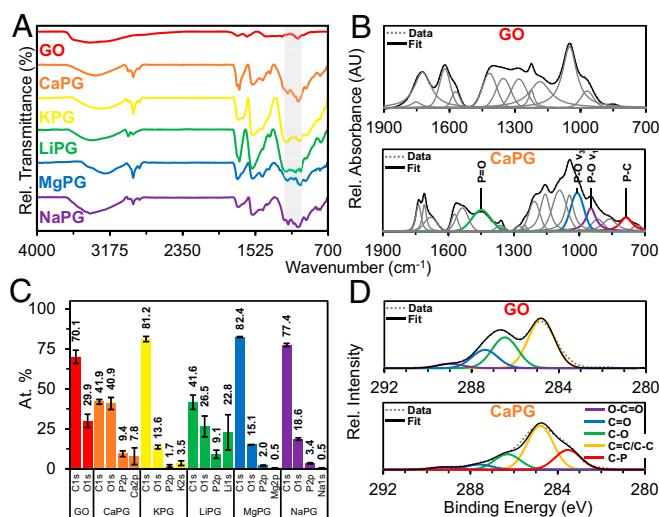 A
Rel. Transmittance (%)
GO
CaPG
KPG
LiPG
MgPG
NaPG
4000 3175 2350 1525 700
Wavenumber (cm-1)
B
Rel. Absorbance (AU)
Data
Fit
GO
1900 1600 1300 1000 700
Data
Fit
CaPG
P=O
P-O ν3
P-O ν1
P-C
1900 1600 1300 1000 700
C
At. %
100
75
50
25
0
70.1
29.9
41.9
40.9
9.4
7.8
81.2
13.6
1.7
3.5
41.6
26.5
9.1
22.8
82.4
15.1
2.0
0.5
77.4
18.6
3.4
0.5
C1s O1s C1s O1s P2p Ca2p C1s O1s P2p K2s C1s O1s P2p Li1s C1s O1s P2p Mg2p C1s O1s P2p Na1s
GO CaPG KPG LiPG MgPG NaPG
D
Rel. Intensity
Data
Fit
GO
292 288 284 280
Data
Fit
CaPG
O-C=O
C=O
C-O
C=C/C-C
C-P
292 288 284 280
Binding Energy (eV)